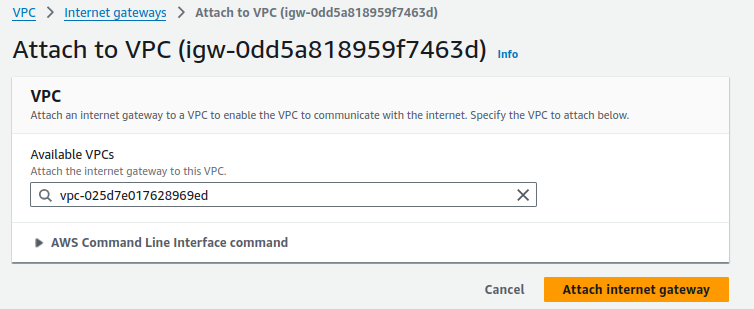 VPC > Internet gateways > Attach to VPC (igw-0dd5a818959f7463d)
Attach to VPC (igw-0dd5a818959f7463d) Info
VPC
Attach an internet gateway to a VPC to enable the VPC to communicate with the internet. Specify the VPC to attach below.
Available VPCs
Attach the internet gateway to this VPC.
vpc-025d7e017628969ed
AWS Command Line Interface command
Cancel Attach internet gateway